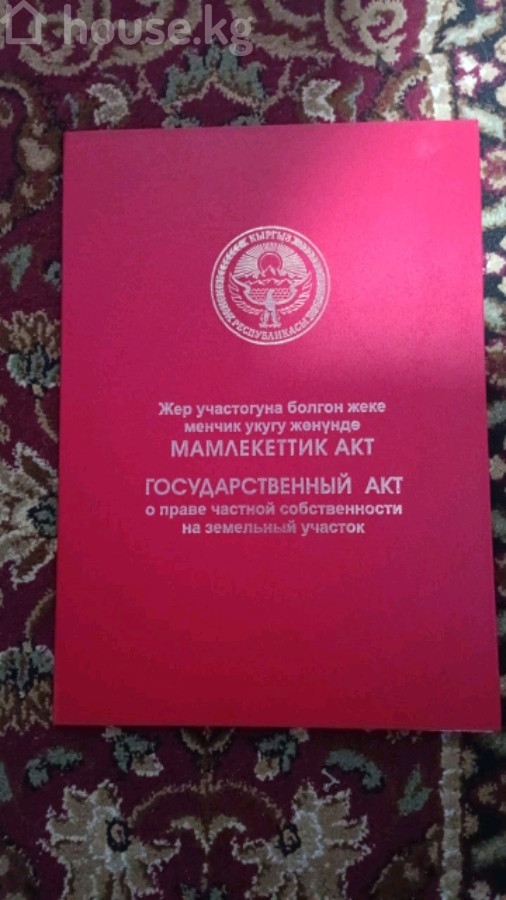 house.kg
КЫРГЫЗ
РЕСПУБЛИКАСЫ
Жер участогуна болгон жеке
менчик укугу жөнүндө
МАМЛЕКЕТТИК АКТ
ГОСУДАРСТВЕННЫЙ АКТ
о праве частной собственности
на земельный участок